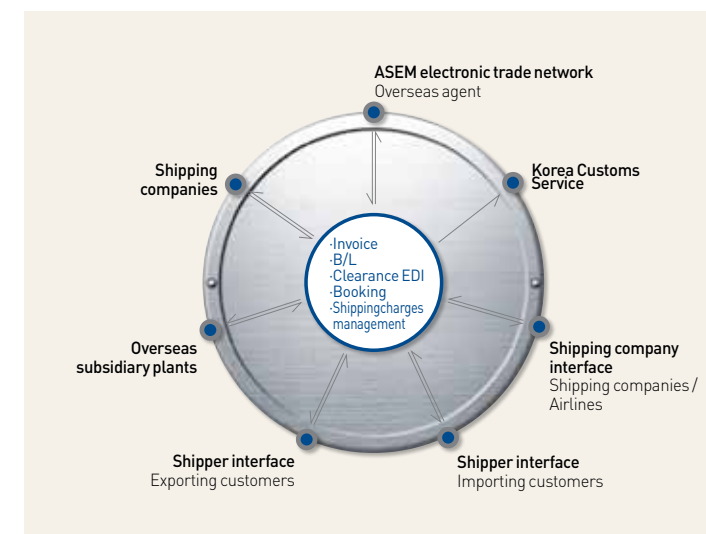 ASEM electronic trade network
Overseas agent
Shipping
companies
Korea Customs
Service
·Invoice
·B/L
·Clearance EDI
·Booking
·Shippingcharges
management
Overseas
subsidiary plants
Shipping company
interface
Shipping companies /
Airlines
Shipper interface
Exporting customers
Shipper interface
Importing customers